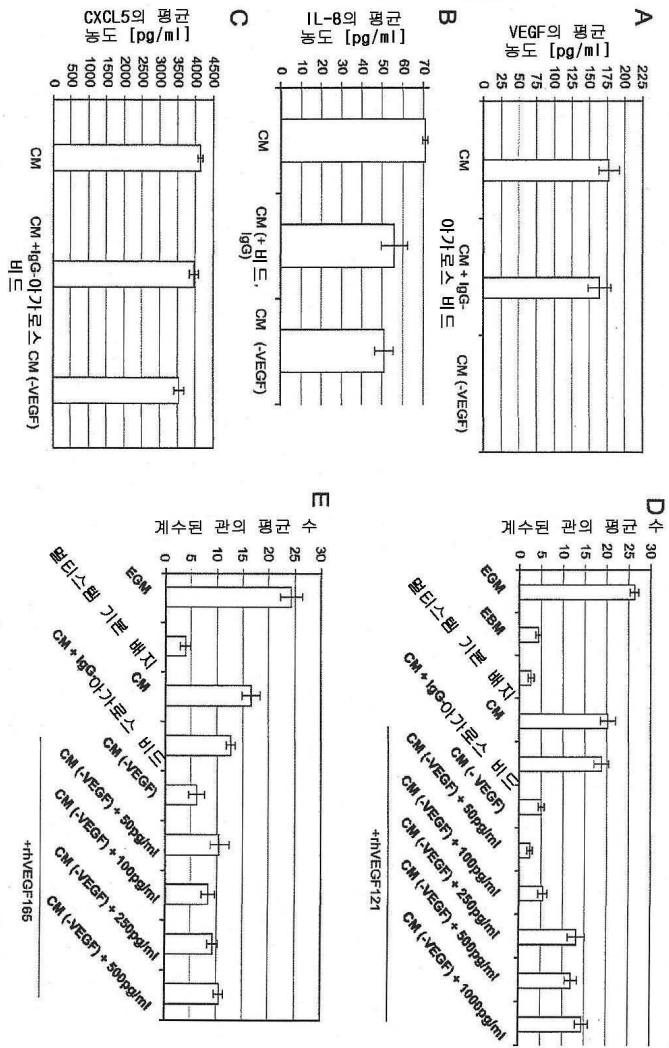 A
VEGF의 평균
농도 [pg/ml]
225
200
175
150
125
100
75
50
25
0
CM
CM + IgG-
아가로스 비드
CM (-VEGF)
B
IL-8의 평균
농도 [pg/ml]
70
60
50
40
30
20
10
0
CM
CM (+비드,
IgG)
CM (-VEGF)
C
CXCL5의 평균
농도 [pg/ml]
4500
4000
3500
3000
2500
2000
1500
1000
500
0
CM
CM +IgG-아가로스
비드
CM (-VEGF)
D
계수된 관의 평균 수
30
25
20
15
10
5
0
EGM
EBM
멀티스템 기본 배지
CM
CM + IgG아가로스 비드
CM (- VEGF)
CM (-VEGF) + 50pg/ml
CM (-VEGF) + 100pg/ml
CM (-VEGF) + 250pg/ml
CM (-VEGF) + 500pg/ml
CM (-VEGF) + 1000pg/ml
+rhVEGF121
E
계수된 관의 평균 수
30
25
20
15
10
5
0
EGM
멀티스템 기본 배지
CM
CM + IgG아가로스 비드
CM (-VEGF)
CM (-VEGF) + 50pg/ml
CM (-VEGF) + 100pg/ml
CM (-VEGF) + 250pg/ml
CM (-VEGF) + 500pg/ml
+rhVEGF165